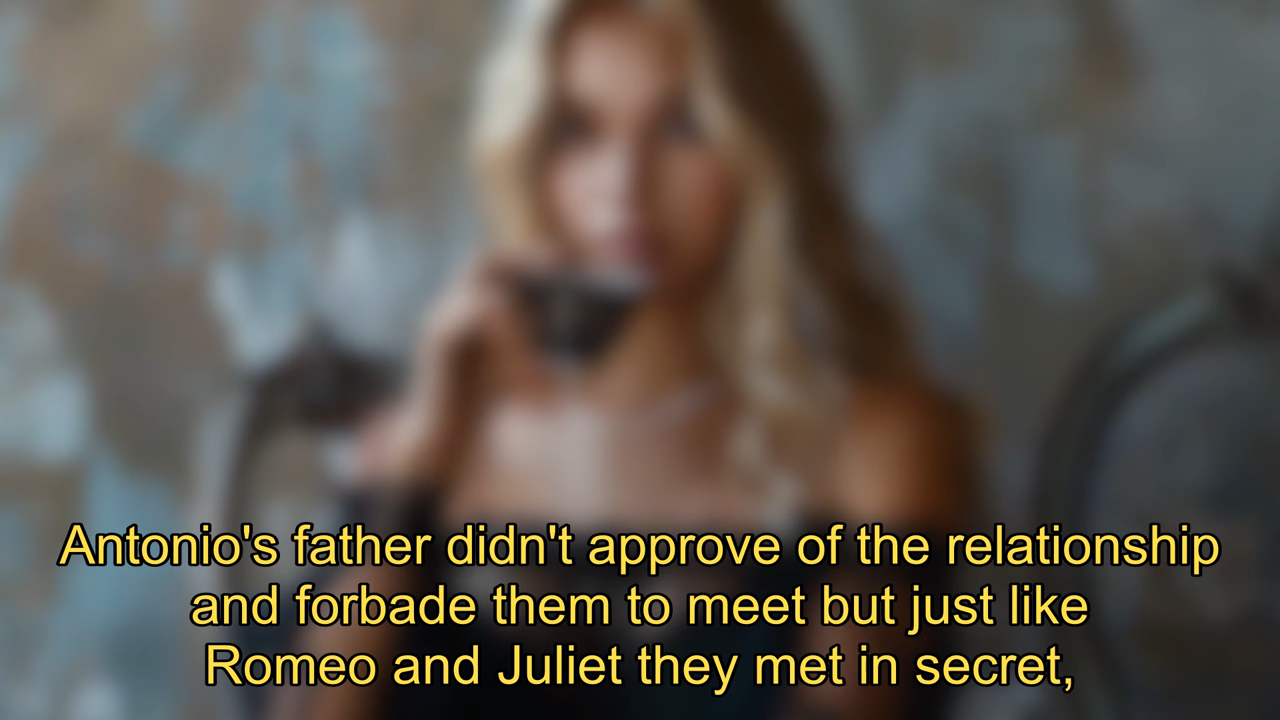 Antonio's father didn't approve of the relationship
and forbade them to meet but just like
Romeo and Juliet they met in secret,